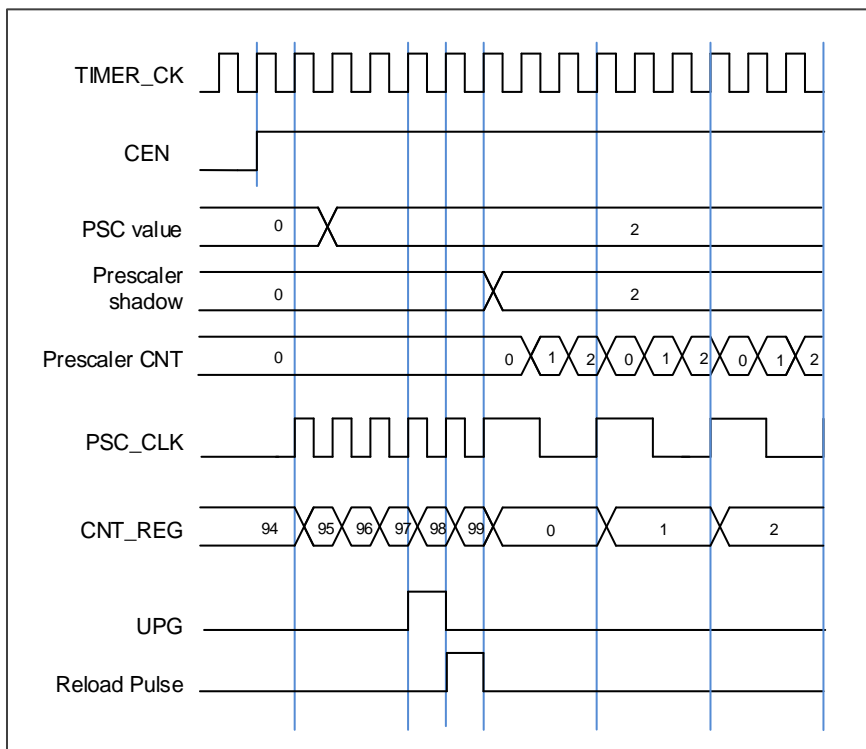 TIMER_CK
CEN
PSC value 0 2
Prescaler shadow 0 2
Prescaler CNT 0 0 1 2 0 1 2 0 1 2
PSC_CLK
CNT_REG 94 95 96 97 98 99 0 1 2
UPG
Reload Pulse